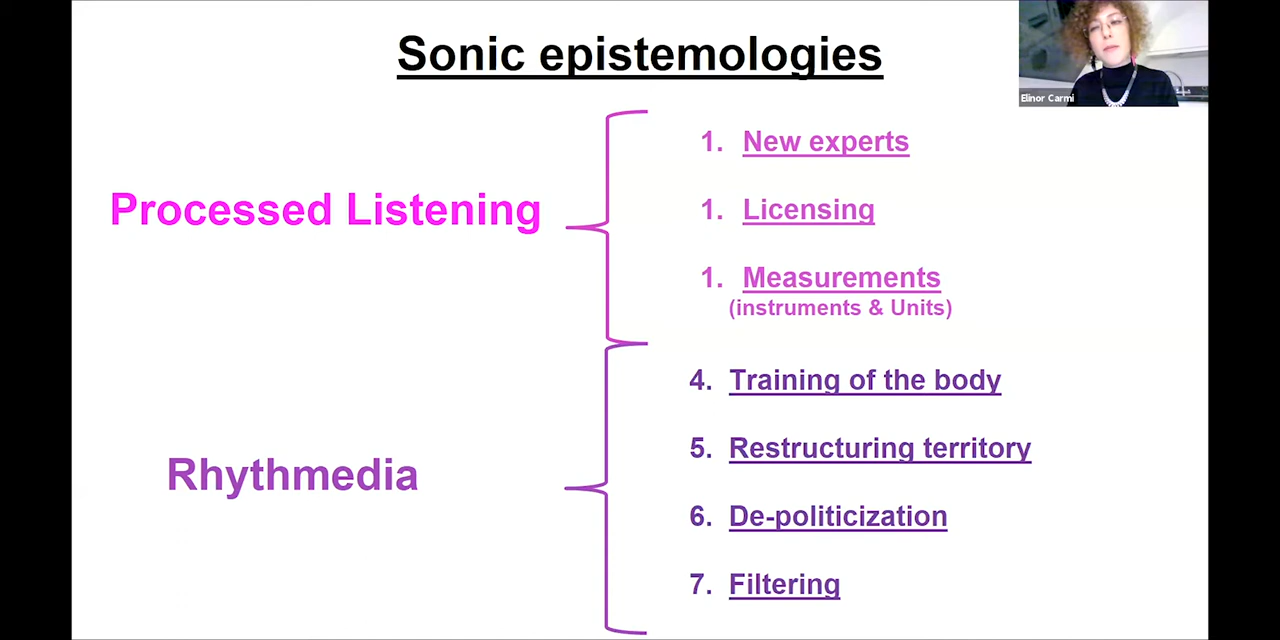 Sonic epistemologies
Elinor Carmi
Processed Listening
1. New experts
1. Licensing
1. Measurements
(instruments & Units)
Rhythmedia
4. Training of the body
5. Restructuring territory
6. De-politicization
7. Filtering